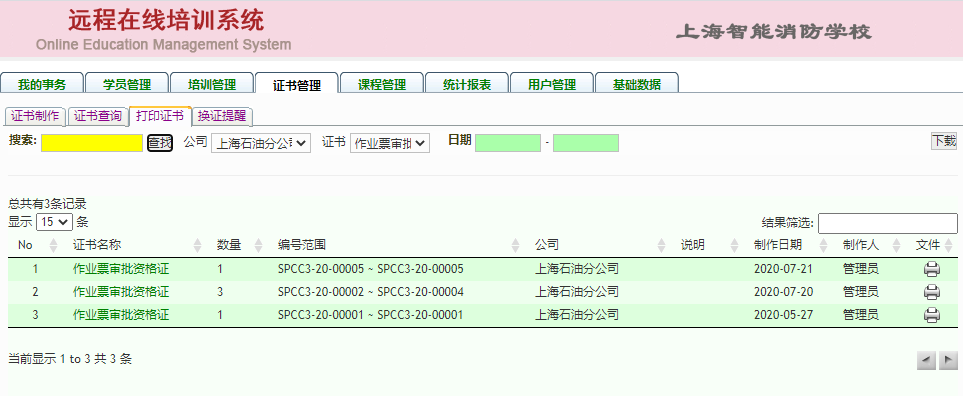 远程在线培训系统
Online Education Management System
上海智能消防学校
我的事务 学员管理 培训管理 证书管理 课程管理 统计报表 用户管理 基础数据
证书制作 证书查询 打印证书 换证提醒
搜索: 查找 公司 上海石油分公 证书 作业票审批 日期 - 下载
总共有3条记录
显示 15 条 结果筛选:
No 证书名称 数量 编号范围 公司 说明 制作日期 制作人 文件
1 作业票审批资格证 1 SPCC3-20-00005 ~ SPCC3-20-00005 上海石油分公司 2020-07-21 管理员
2 作业票审批资格证 3 SPCC3-20-00002 ~ SPCC3-20-00004 上海石油分公司 2020-07-20 管理员
3 作业票审批资格证 1 SPCC3-20-00001 ~ SPCC3-20-00001 上海石油分公司 2020-05-27 管理员
当前显示 1 to 3 共 3 条